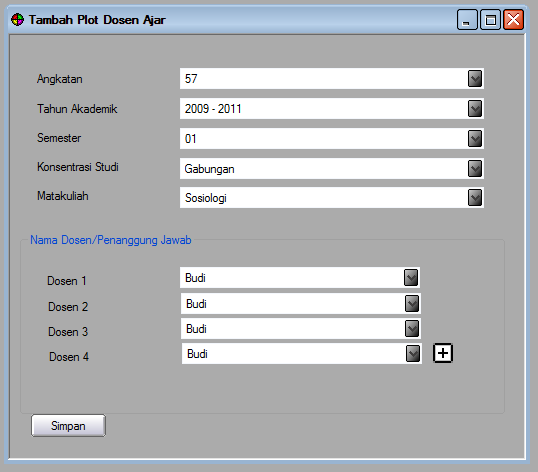 Tambah Plot Dosen Ajar
Angkatan 57
Tahun Akademik 2009 - 2011
Semester 01
Konsentrasi Studi Gabungan
Matakuliah Sosiologi
Nama Dosen/Penanggung Jawab
Dosen 1 Budi
Dosen 2 Budi
Dosen 3 Budi
Dosen 4 Budi
Simpan